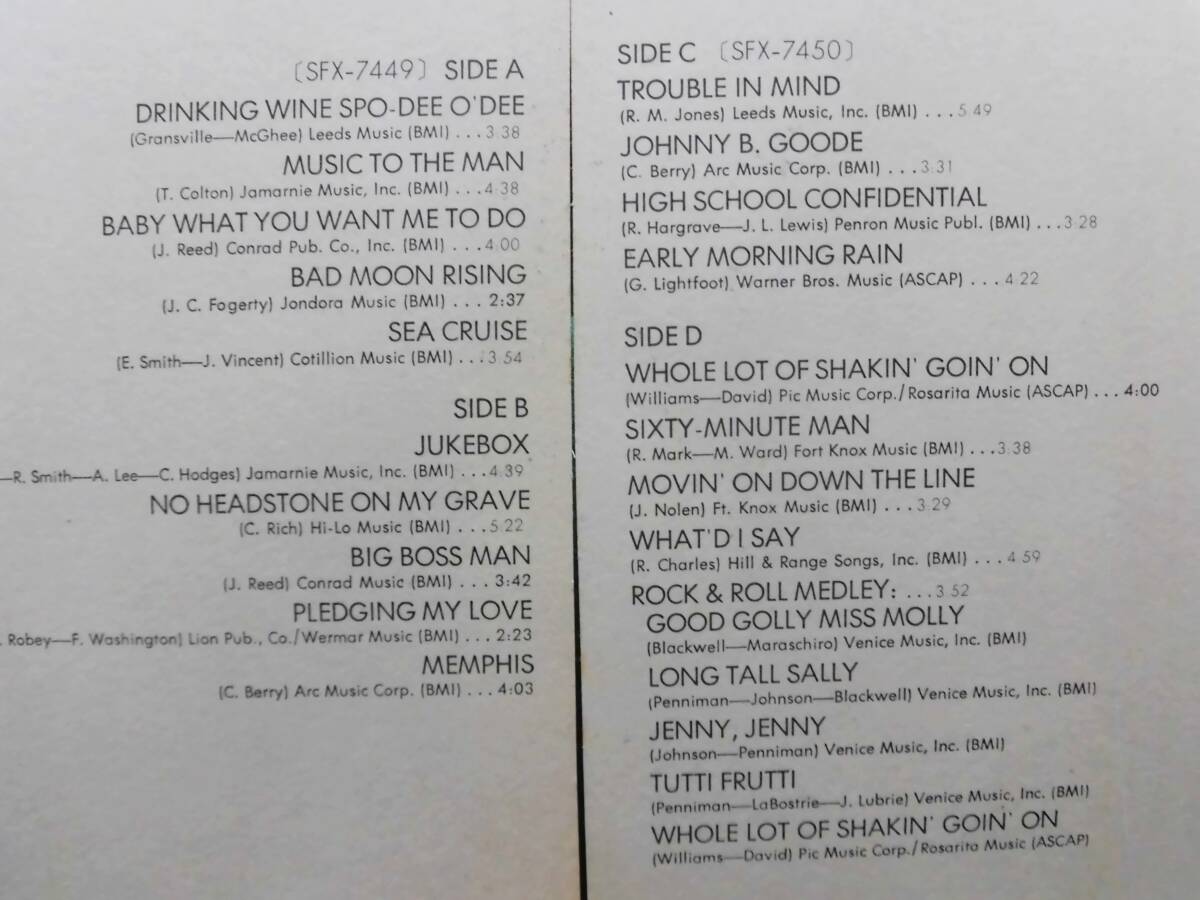 〔SFX-7449〕 SIDE A
DRINKING WINE SPO-DEE O'DEE
(Gransville—McGhee) Leeds Music (BMI) ...3:38
MUSIC TO THE MAN
(T. Colton) Jamarnie Music, Inc. (BMI) ...4:38
BABY WHAT YOU WANT ME TO DO
(J. Reed) Conrad Pub. Co., Inc. (BMI) ...4:00
BAD MOON RISING
(J. C. Fogerty) Jondora Music (BMI) ... 2:37
SEA CRUISE
(E. Smith—J. Vincent) Cotillion Music (BMI) ...3:54
SIDE B
JUKEBOX
—R. Smith—A. Lee—C. Hodges) Jamarnie Music, Inc. (BMI) ...4:39
NO HEADSTONE ON MY GRAVE
(C. Rich) Hi-Lo Music (BMI) ...5:22
BIG BOSS MAN
(J. Reed) Conrad Music (BMI) ... 3:42
PLEDGING MY LOVE
. Robey—F. Washington) Lion Pub., Co./Wermar Music (BMI) ... 2:23
MEMPHIS
(C. Berry) Arc Music Corp. (BMI) ... 4:03
SIDE C 〔SFX-7450〕
TROUBLE IN MIND
(R. M. Jones) Leeds Music, Inc. (BMI) ...5:49
JOHNNY B. GOODE
(C. Berry) Arc Music Corp. (BMI) ...3:31
HIGH SCHOOL CONFIDENTIAL
(R. Hargrave—J. L. Lewis) Penron Music Publ. (BMI) ...3:28
EARLY MORNING RAIN
(G. Lightfoot) Warner Bros. Music (ASCAP) ...4:22
SIDE D
WHOLE LOT OF SHAKIN' GOIN' ON
(Williams—David) Pic Music Corp./Rosarita Music (ASCAP) ... 4:00
SIXTY-MINUTE MAN
(R. Mark—M. Ward) Fort Knox Music (BMI) ...3:38
MOVIN' ON DOWN THE LINE
(J. Nolen) Ft. Knox Music (BMI) ...3:29
WHAT'D I SAY
(R. Charles) Hill & Range Songs, Inc. (BMI) ...4:59
ROCK & ROLL MEDLEY: ...3:52
GOOD GOLLY MISS MOLLY
(Blackwell—Maraschiro) Venice Music, Inc. (BMI)
LONG TALL SALLY
(Penniman—Johnson—Blackwell) Venice Music, Inc. (BMI)
JENNY, JENNY
(Johnson—Penniman) Venice Music, Inc. (BMI)
TUTTI FRUTTI
(Penniman—LaBostrie—J. Lubrie) Venice Music, Inc. (BMI)
WHOLE LOT OF SHAKIN' GOIN' ON
(Williams—David) Pic Music Corp./Rosarita Music (ASCAP)